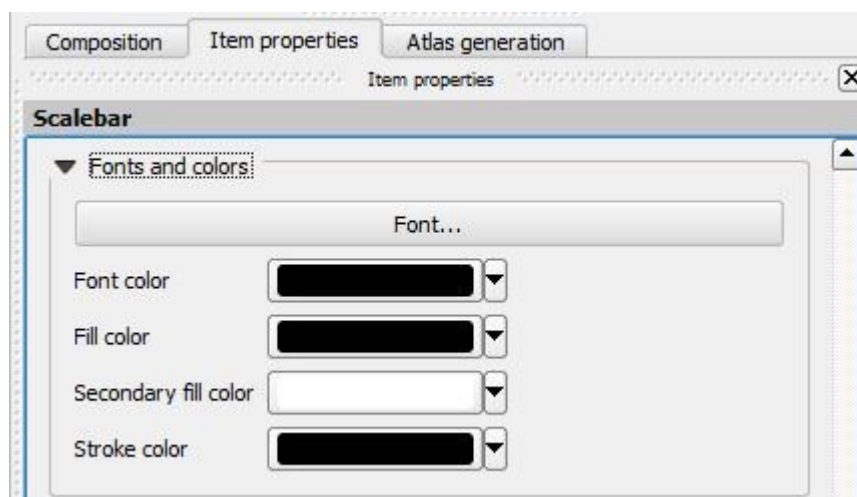 Composition Item properties Atlas generation
Item properties
Scalebar
Fonts and colors
Font...
Font color
Fill color
Secondary fill color
Stroke color